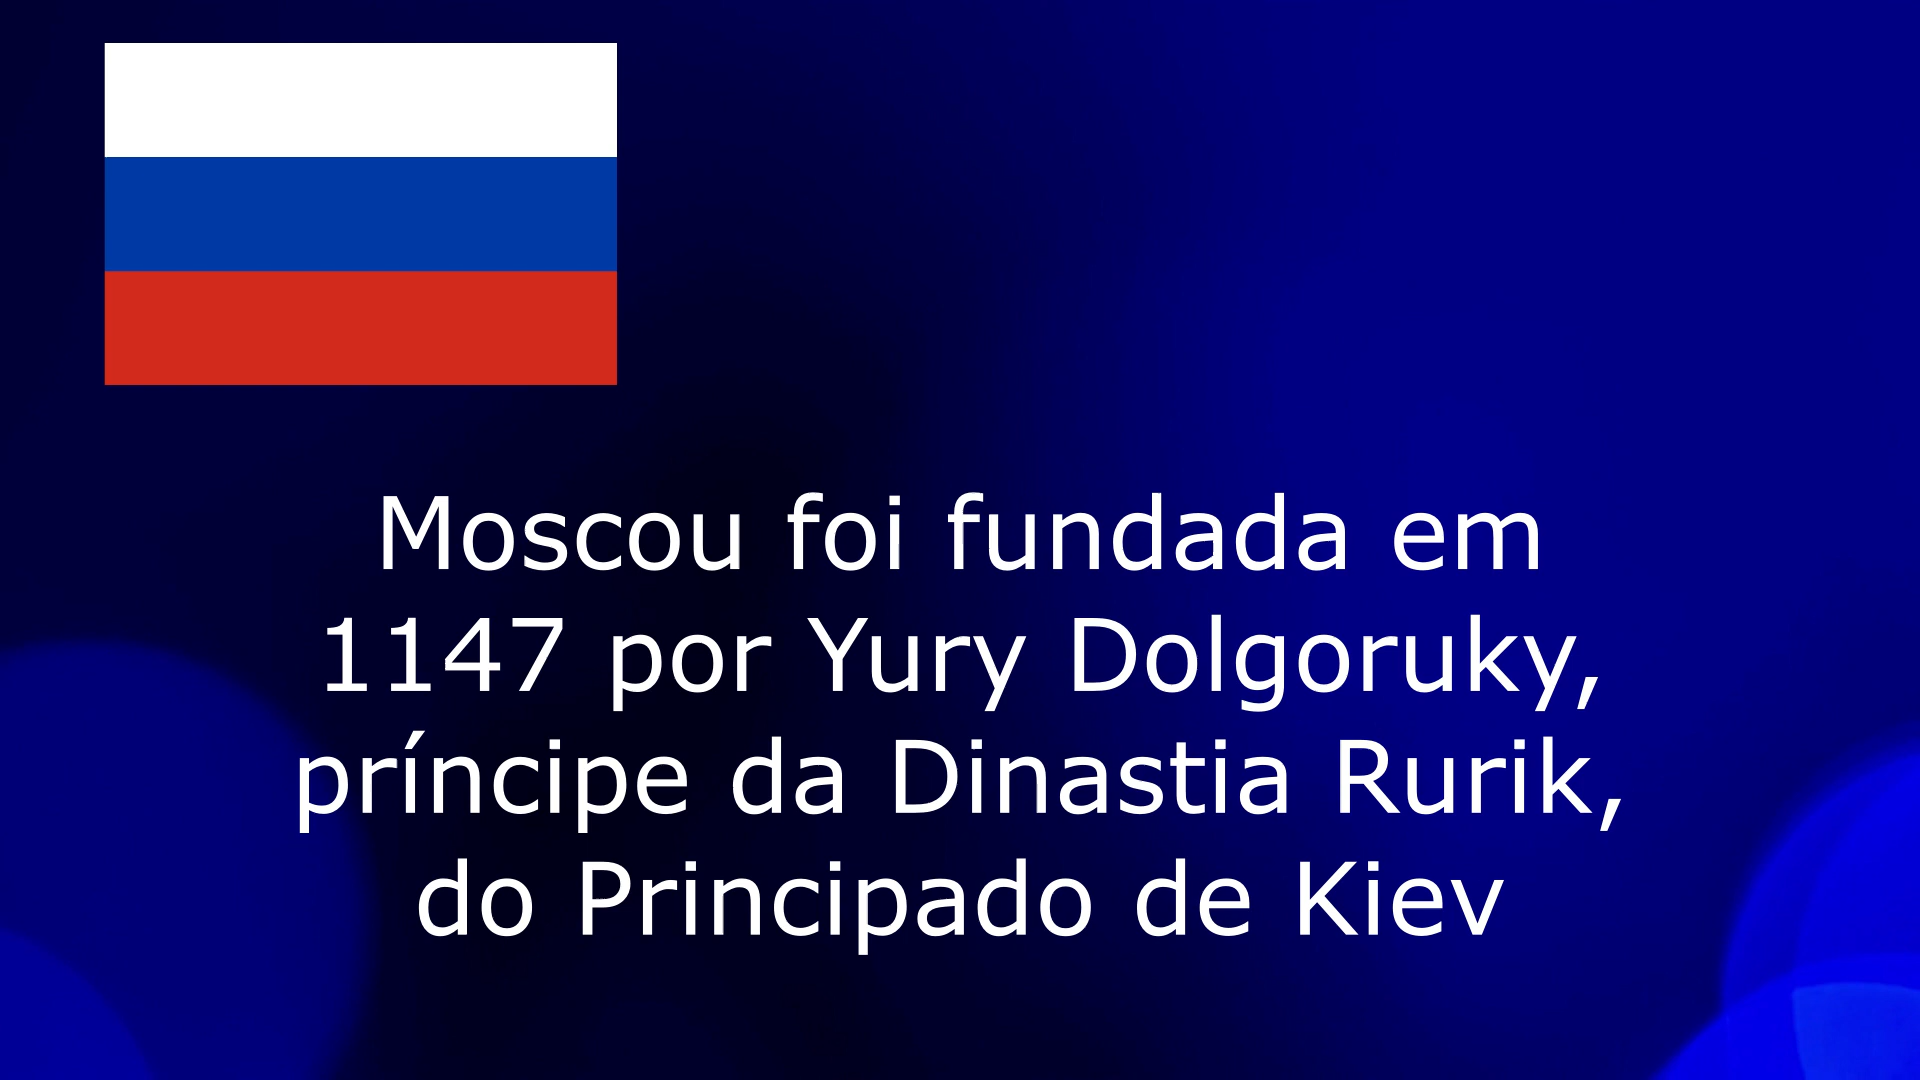 Moscou foi fundada em
1147 por Yury Dolgoruky,
príncipe da Dinastia Rurik,
do Principado de Kiev